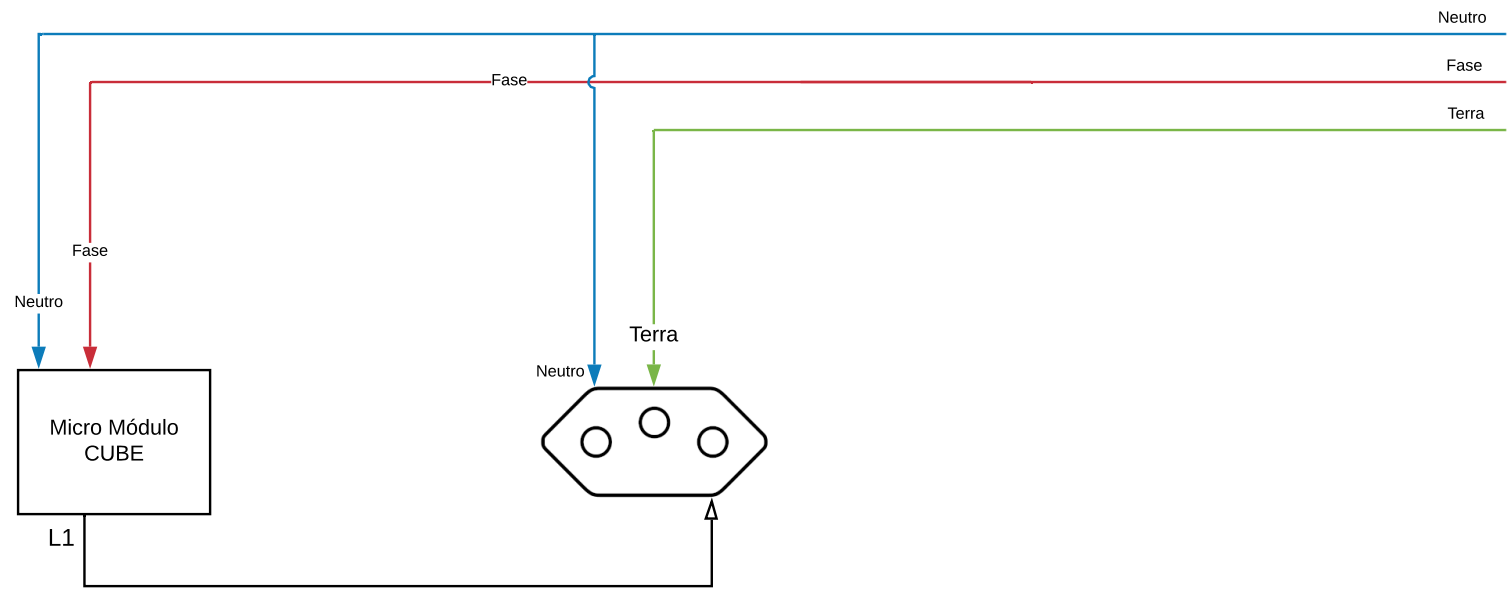 Neutro
Fase
Fase
Terra
Fase
Neutro
Terra
Neutro
Micro Módulo
CUBE
L1